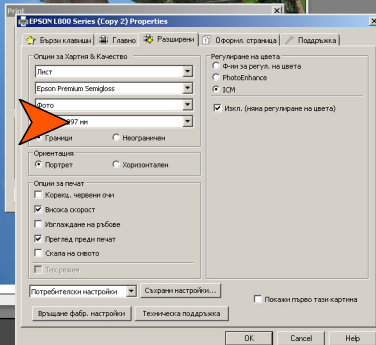 Print
EPSON L800 Series (Copy 2) Properties
Бързи клавиши Главно Разширени Оформл. страница Поддръжка
Опции за Хартия & Качество
Лист
Epson Premium Semigloss
Фото
297 мм
Граници Неограничен
Ориентация
Портрет Хоризонтален
Опции за печат
Корекц. червени очи
Висока скорост
Изглаждане на ръбове
Преглед преди печат
Скала на сивото
Тих режим
Регулиране на цвета
Ф-ии за регул. на цвета
PhotoEnhance
ICM
Изкл. (няма регулиране на цвета)
Потребителски настройки Съхрани настройки...
Покажи първо тази картина
Връщане фабр. настройки Техническа поддръжка
OK Cancel Help